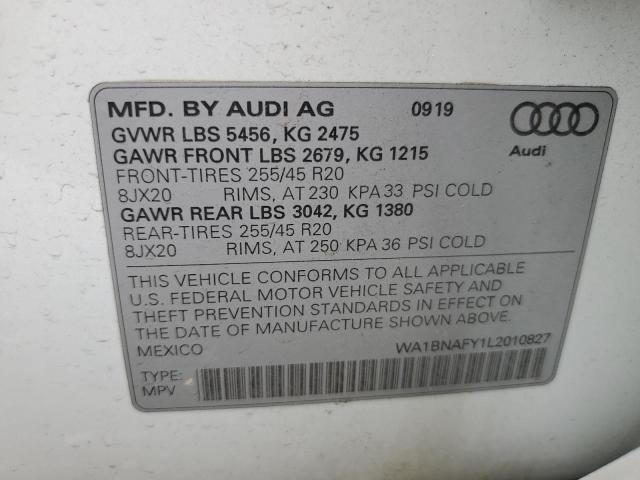 MFD. BY AUDI AG 0919
GVWR LBS 5456, KG 2475
GAWR FRONT LBS 2679, KG 1215
FRONT-TIRES 255/45 R20
8JX20 RIMS, AT 230 KPA 33 PSI COLD
GAWR REAR LBS 3042, KG 1380
REAR-TIRES 255/45 R20
8JX20 RIMS, AT 250 KPA 36 PSI COLD
Audi
THIS VEHICLE CONFORMS TO ALL APPLICABLE
U.S. FEDERAL MOTOR VEHICLE SAFETY AND
THEFT PREVENTION STANDARDS IN EFFECT ON
THE DATE OF MANUFACTURE SHOWN ABOVE.
MEXICO WA1BNAFY1L2010827
TYPE:
MPV